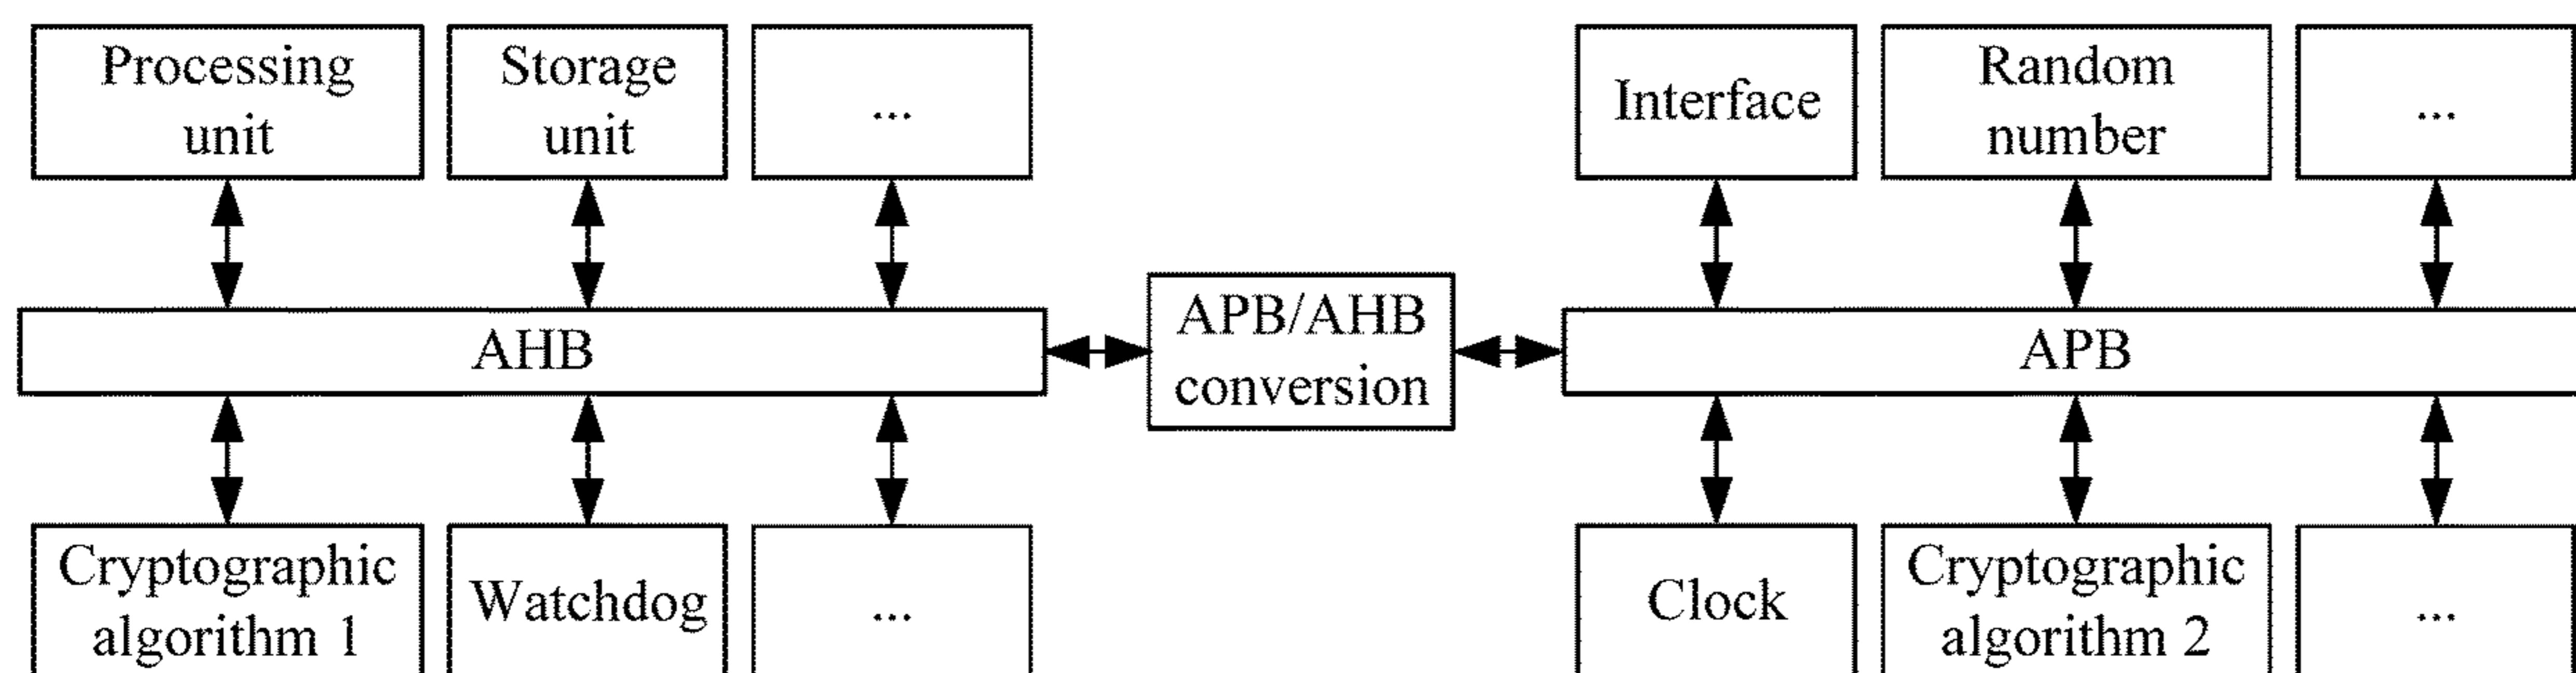 Processing
unit
Storage
unit
...
Interface
Random
number
...
AHB
APB/AHB
conversion
APB
Cryptographic
algorithm 1
Watchdog
...
Clock
Cryptographic
algorithm 2
...